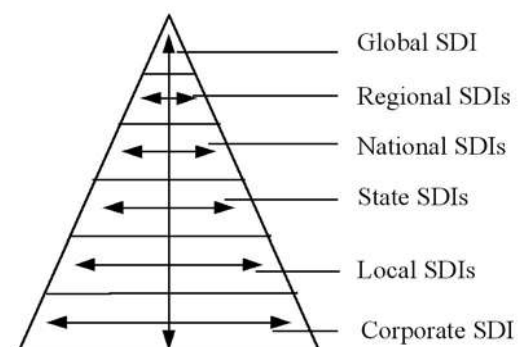 Global SDI
Regional SDIs
National SDIs
State SDIs
Local SDIs
Corporate SDI